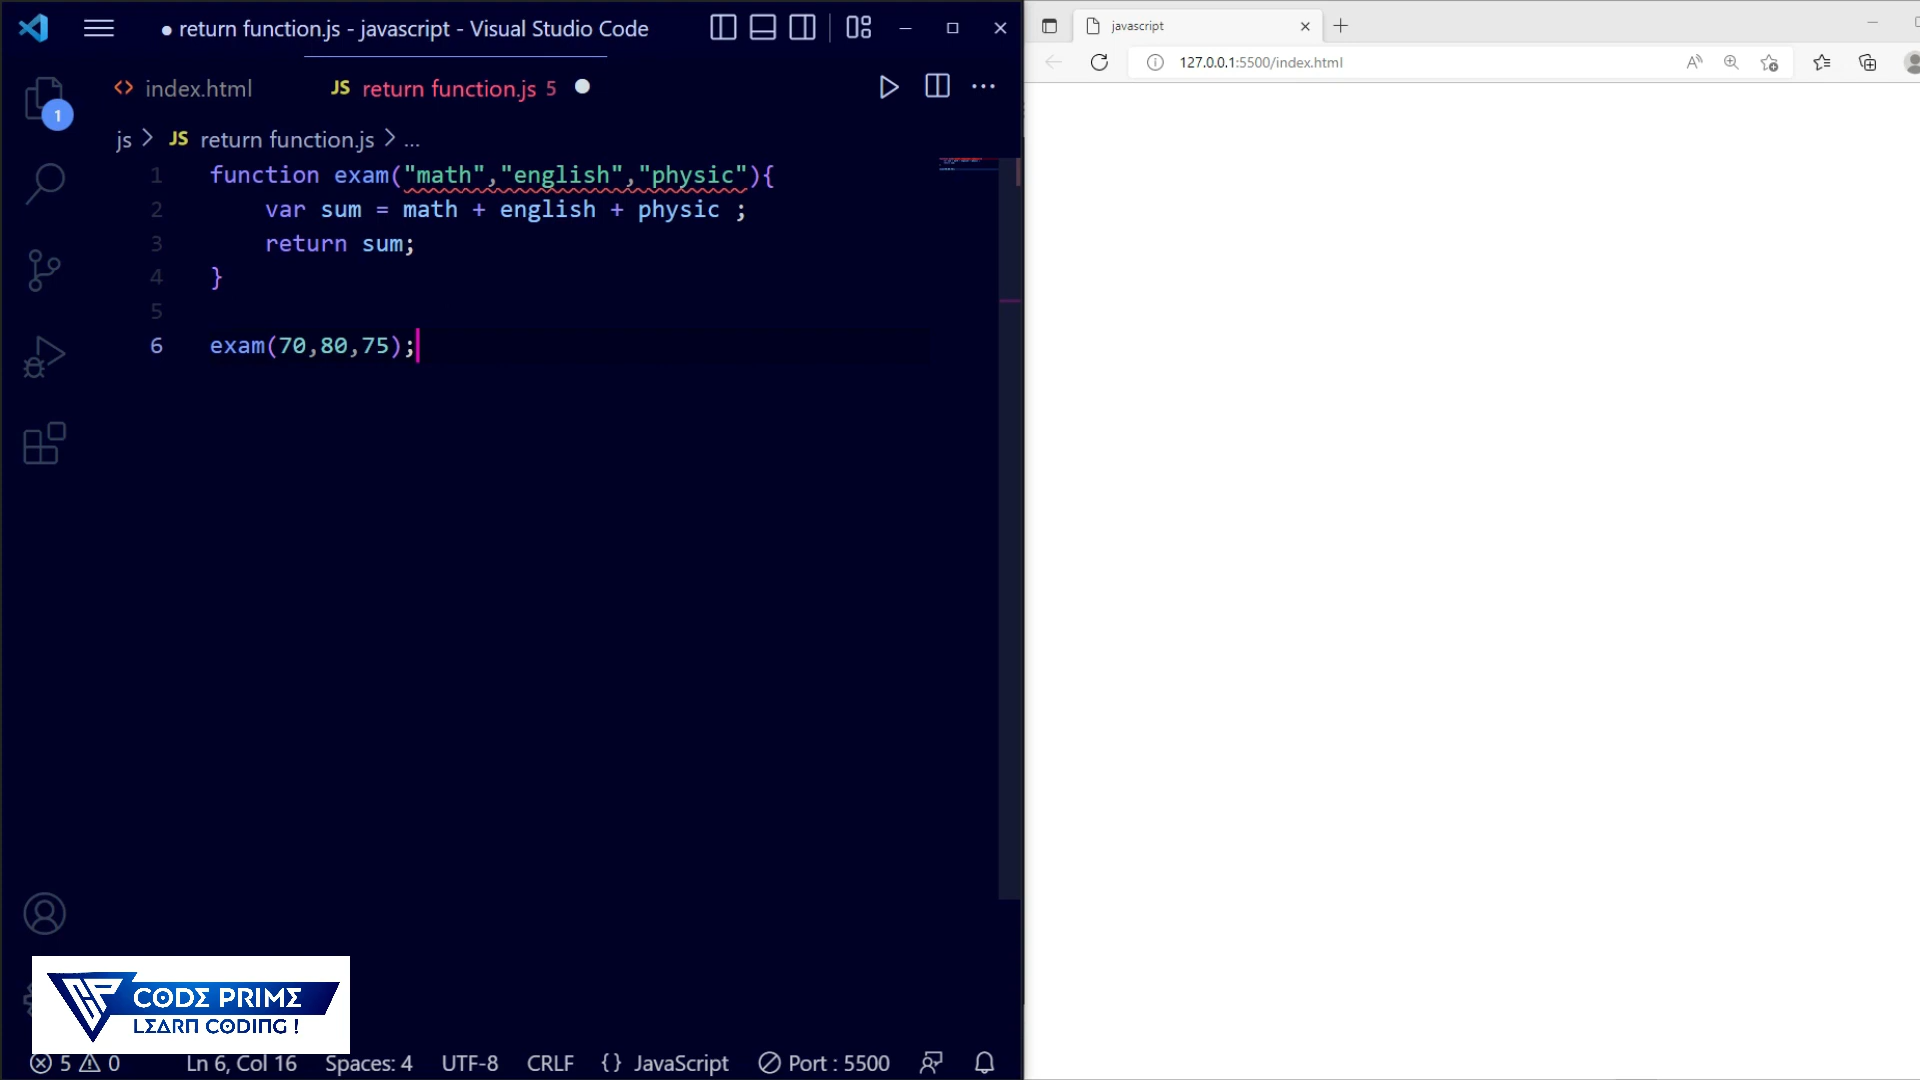 ● return function.js - javascript - Visual Studio Code
index.html
JS return function.js 5
js > JS return function.js > ...
1 function exam("math","english","physic"){
2 var sum = math + english + physic ;
3 return sum;
4 }
5
6 exam(70,80,75);
1
CODE PRIME
LEARN CODING !
5 0 Ln 6, Col 16 Spaces: 4 UTF-8 CRLF {} JavaScript Port : 5500
javascript
127.0.0.1:5500/index.html